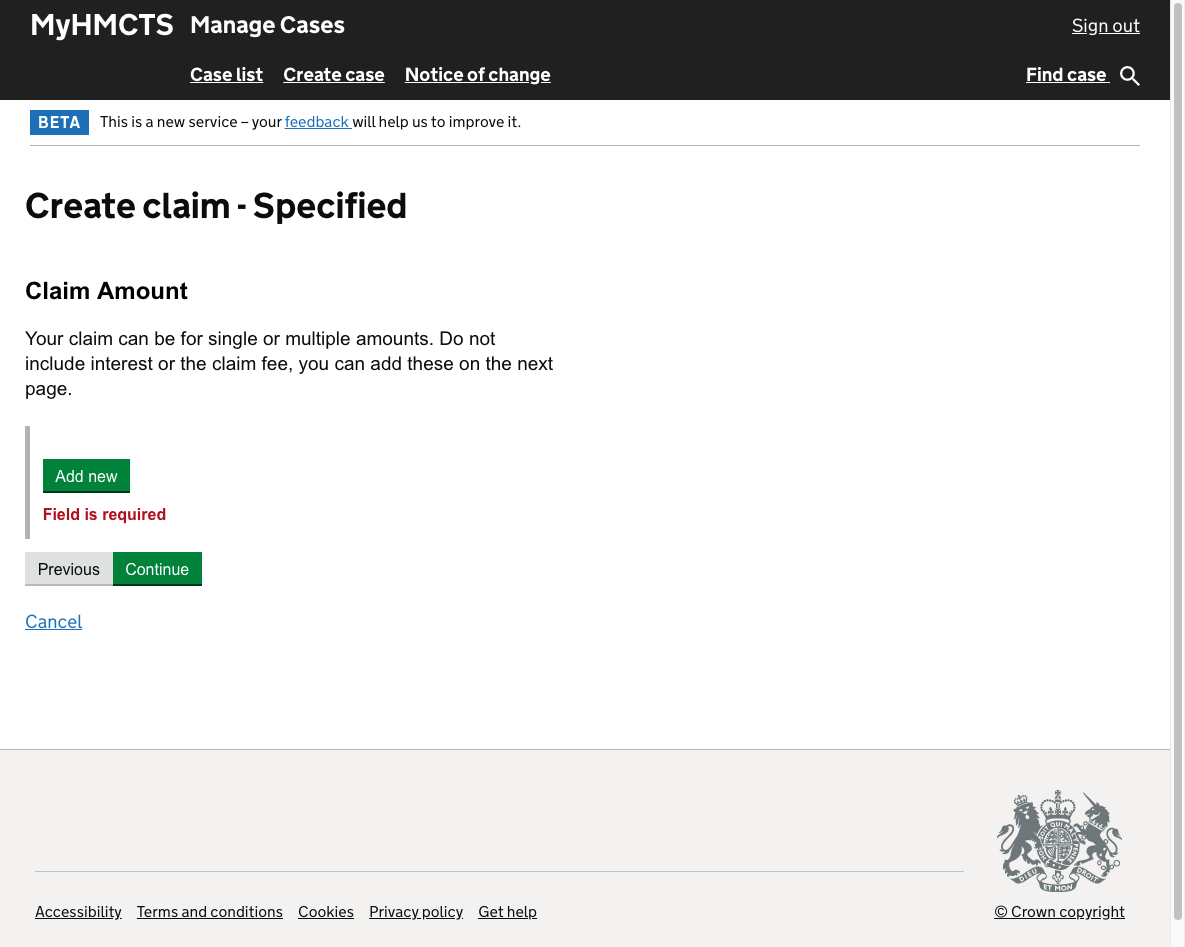 MyHMCTS Manage Cases Sign out
Case list Create case Notice of change Find case
BETA This is a new service – your feedback will help us to improve it.
Create claim - Specified
Claim Amount
Your claim can be for single or multiple amounts. Do not
include interest or the claim fee, you can add these on the next
page.
Add new
Field is required
Previous Continue
Cancel
DIEU ET MON DROIT
Accessibility Terms and conditions Cookies Privacy policy Get help © Crown copyright